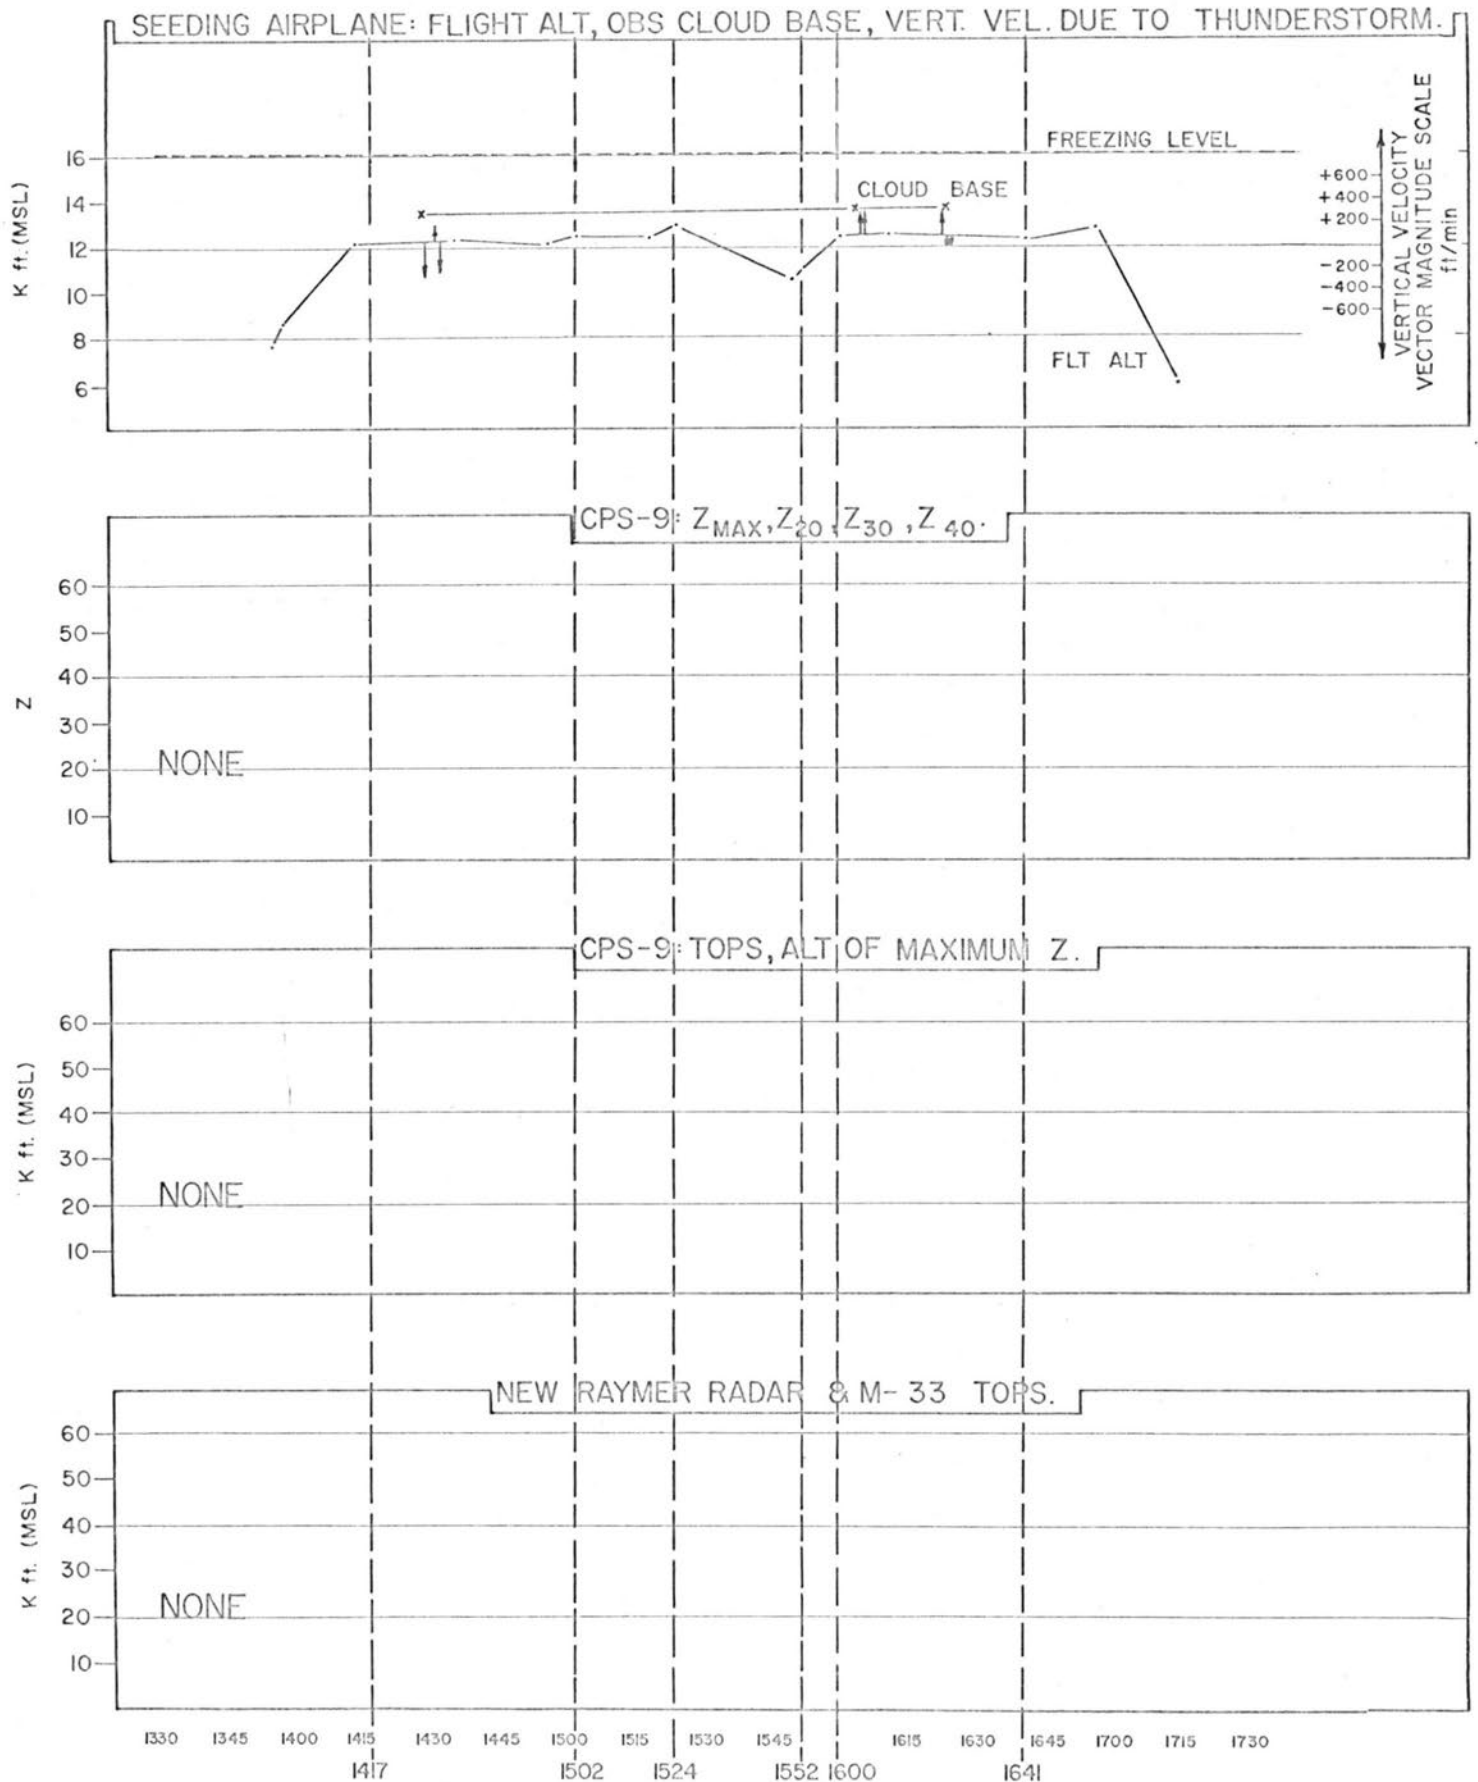 SEEDING AIRPLANE: FLIGHT ALT, OBS CLOUD BASE, VERT. VEL. DUE TO THUNDERSTORM.
K ft. (MSL)
16
14
12
10
8
6
FREEZING LEVEL
CLOUD BASE
FLT ALT
+600
+400
+200
-200
-400
-600
VERTICAL VELOCITY
VECTOR MAGNITUDE SCALE
ft/min
CPS-9: ZMAX, Z20, Z30, Z40.
Z
60
50
40
30
20
10
NONE
CPS-9: TOPS, ALT OF MAXIMUM Z.
K ft. (MSL)
60
50
40
30
20
10
NONE
NEW RAYMER RADAR & M-33 TOPS.
K ft. (MSL)
60
50
40
30
20
10
NONE
1330 1345 1400 1415 1430 1445 1500 1515 1530 1545 1615 1630 1645 1700 1715 1730
1417 1502 1524 1552 1600 1641